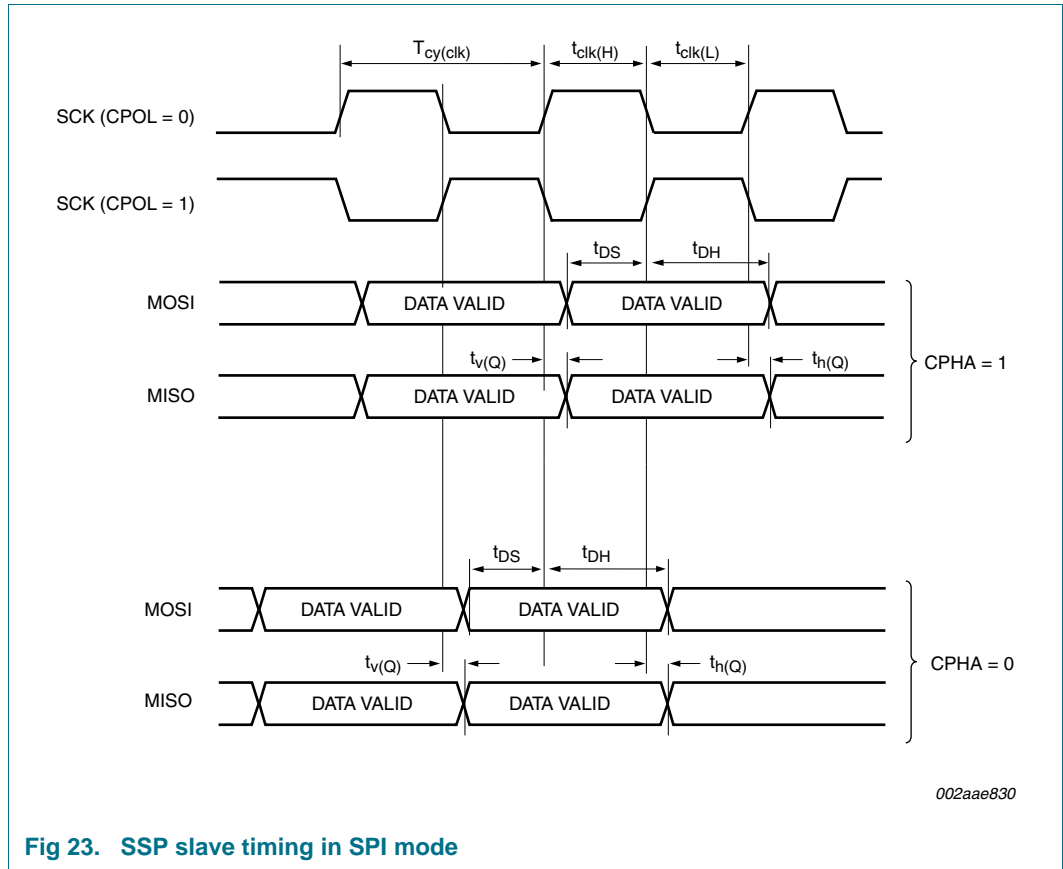 Tcy(clk) tclk(H) tclk(L)
SCK (CPOL = 0)
SCK (CPOL = 1)
tDS tDH
MOSI DATA VALID DATA VALID
tv(Q) th(Q)
CPHA = 1
MISO DATA VALID DATA VALID
tDS tDH
MOSI DATA VALID DATA VALID
tv(Q) th(Q)
CPHA = 0
MISO DATA VALID DATA VALID
002aae830
Fig 23. SSP slave timing in SPI mode